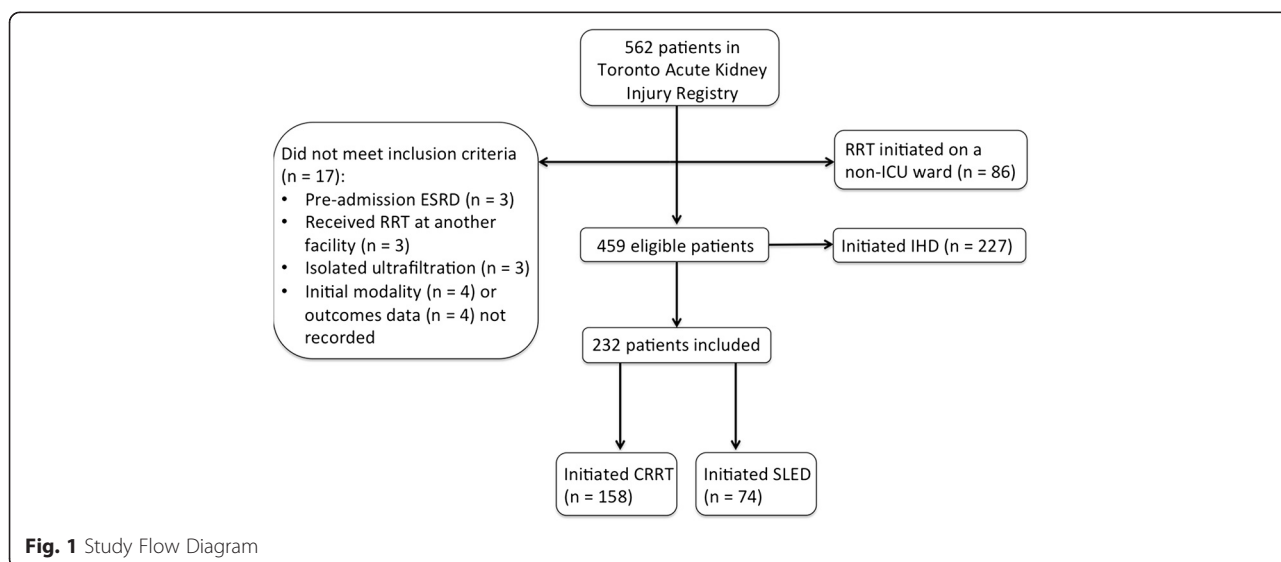 562 patients in
Toronto Acute Kidney
Injury Registry
Did not meet inclusion criteria
(n = 17):
• Pre-admission ESRD (n = 3)
• Received RRT at another
facility (n = 3)
• Isolated ultrafiltration (n = 3)
• Initial modality (n = 4) or
outcomes data (n = 4) not
recorded
RRT initiated on a
non-ICU ward (n = 86)
459 eligible patients
Initiated IHD (n = 227)
232 patients included
Initiated CRRT
(n = 158)
Initiated SLED
(n = 74)
Fig. 1 Study Flow Diagram